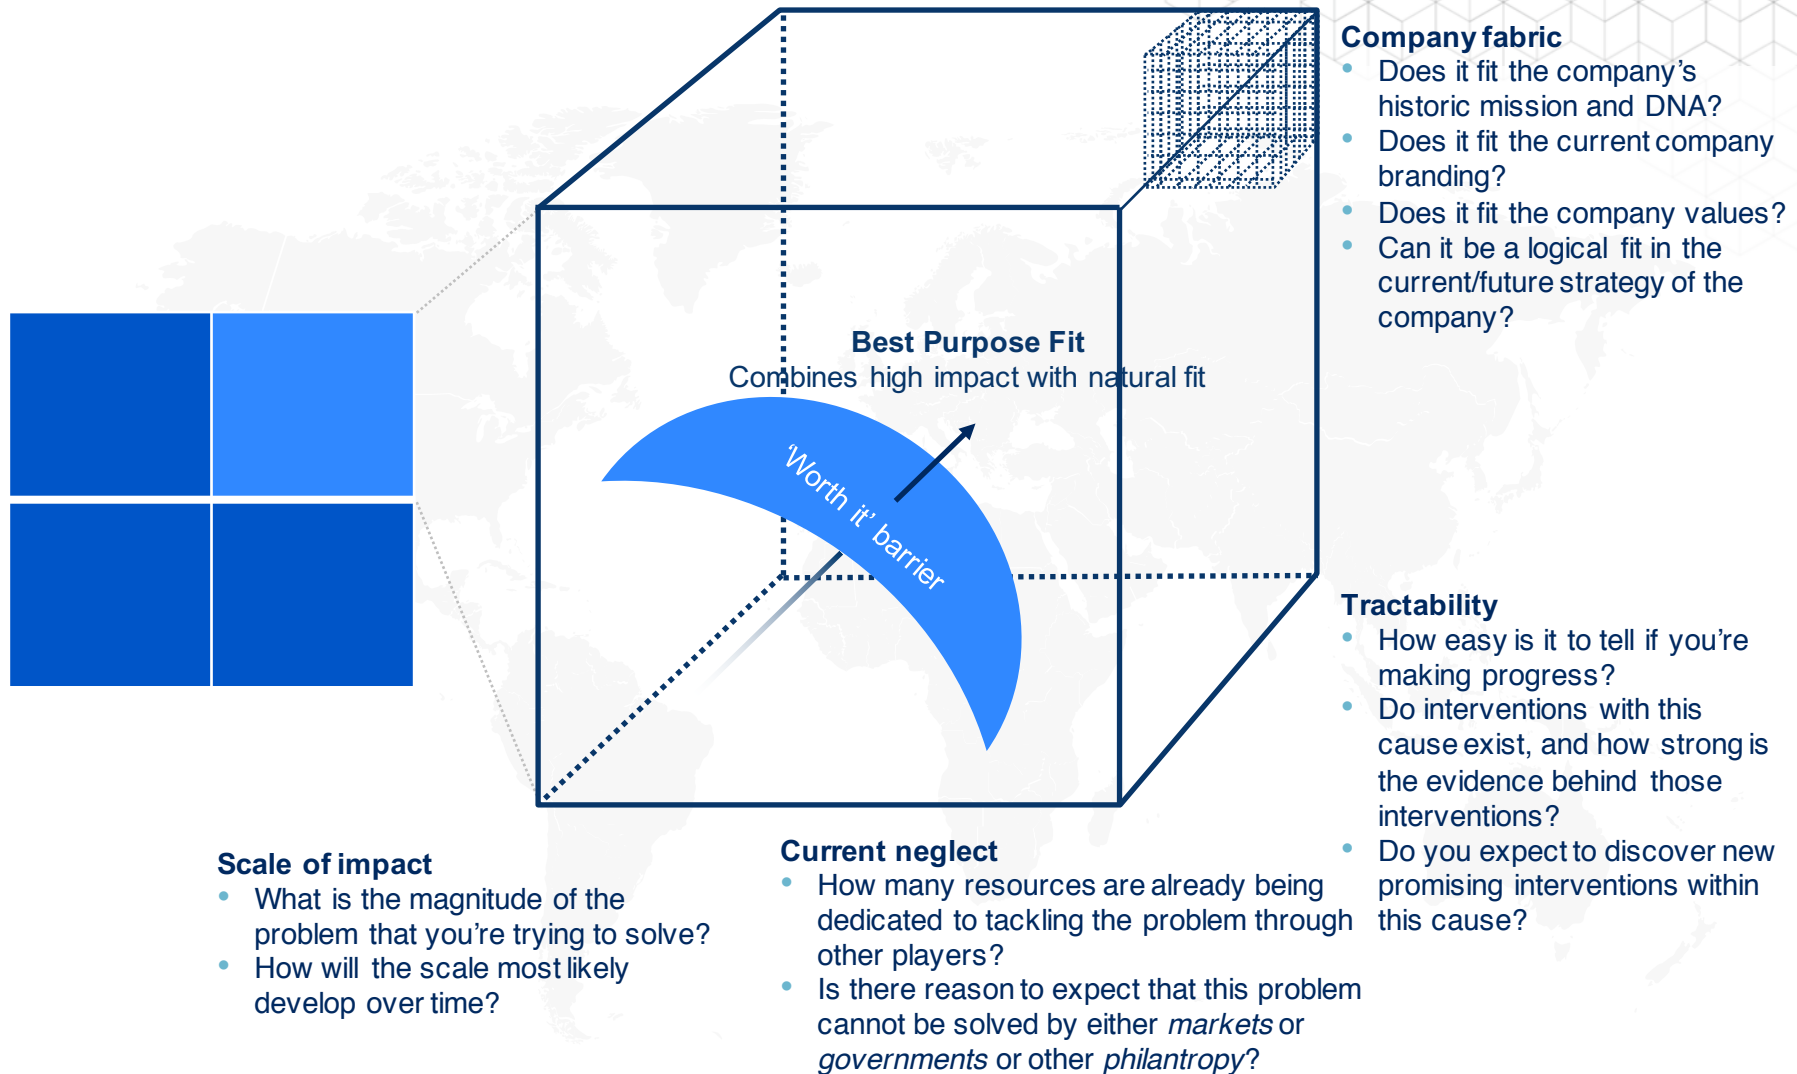 Company fabric
• Does it fit the company’s
historic mission and DNA?
• Does it fit the current company
branding?
• Does it fit the company values?
• Can it be a logical fit in the
current/future strategy of the
company?
Best Purpose Fit
Combines high impact with natural fit
‘Worth it’ barrier
Tractability
• How easy is it to tell if you’re
making progress?
• Do interventions with this
cause exist, and how strong is
the evidence behind those
interventions?
• Do you expect to discover new
promising interventions within
this cause?
Scale of impact
• What is the magnitude of the
problem that you’re trying to solve?
• How will the scale most likely
develop over time?
Current neglect
• How many resources are already being
dedicated to tackling the problem through
other players?
• Is there reason to expect that this problem
cannot be solved by either markets or
governments or other philanthropy?